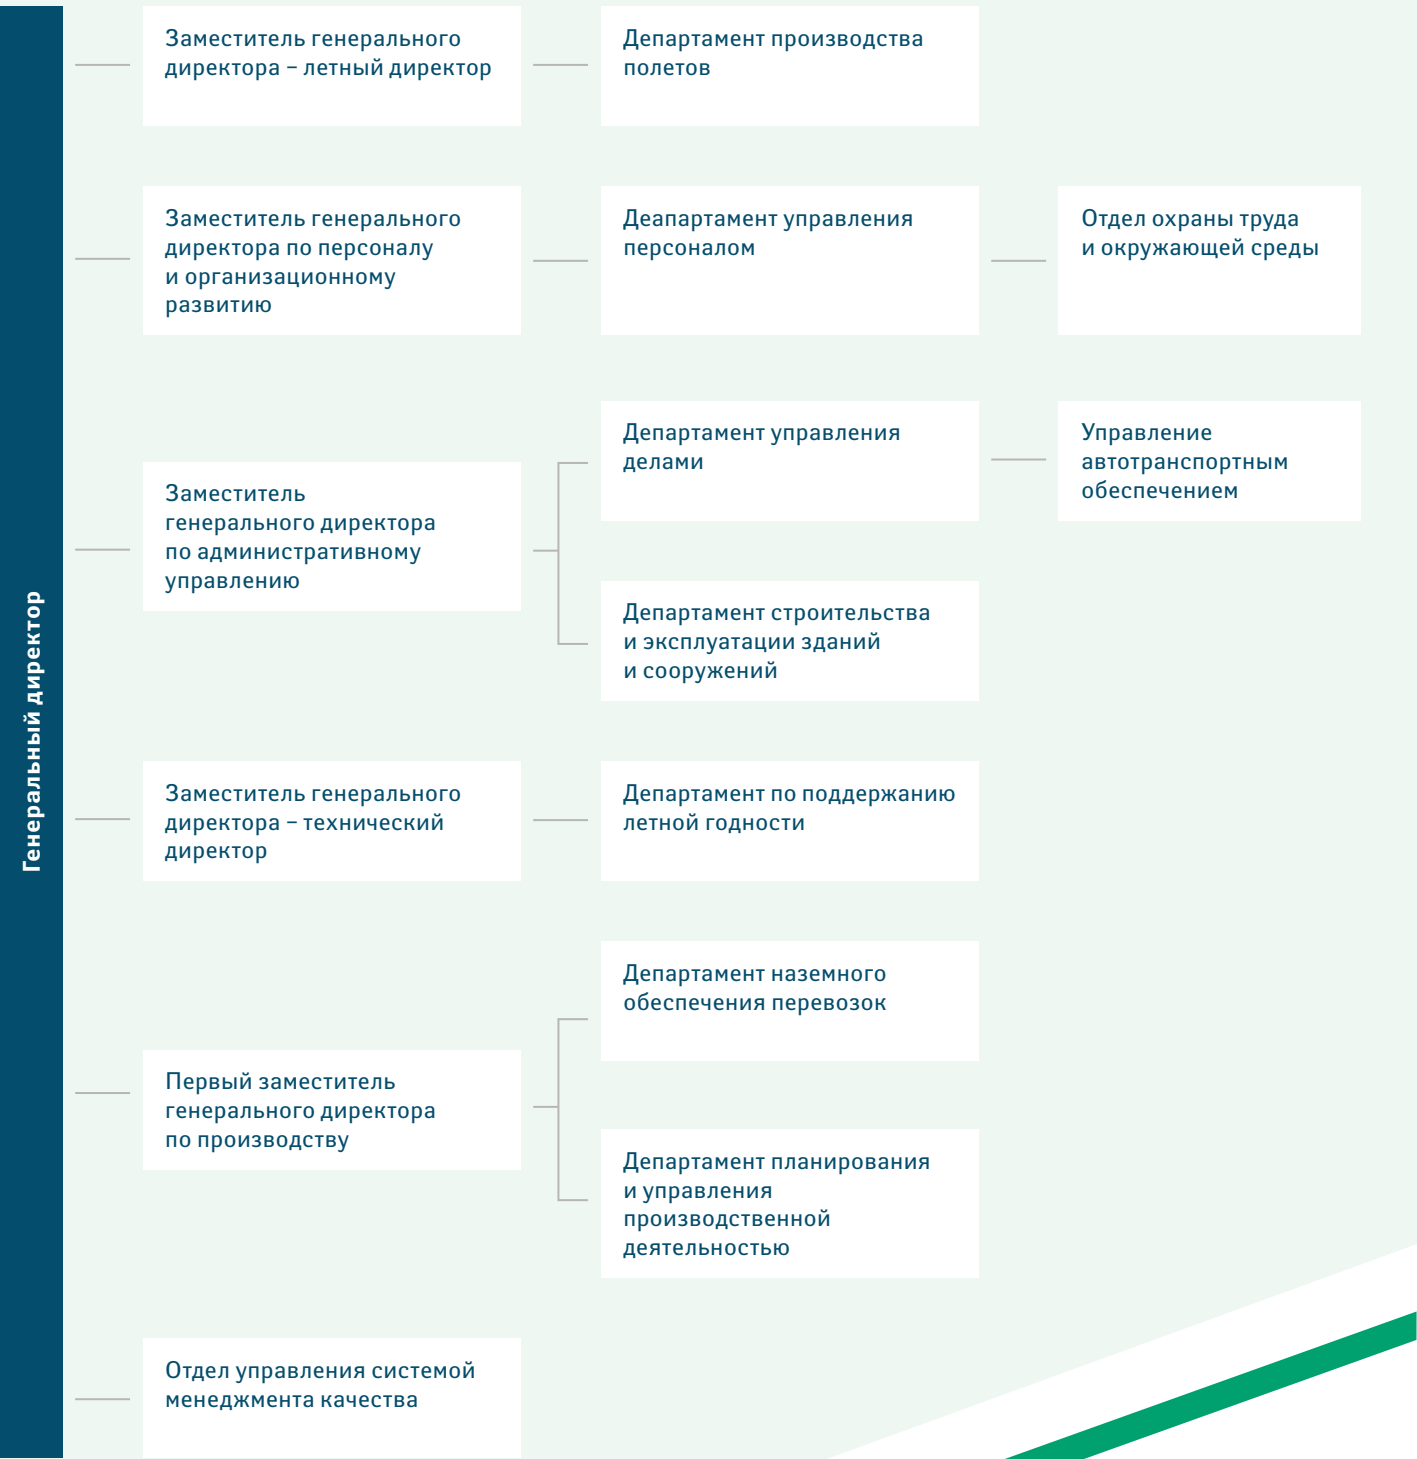 Генеральный директор
Заместитель генерального
директора – летный директор
Департамент производства
полетов
Заместитель генерального
директора по персоналу
и организационному
развитию
Деапартамент управления
персоналом
Отдел охраны труда
и окружающей среды
Заместитель
генерального директора
по административному
управлению
Департамент управления
делами
Управление
автотранспортным
обеспечением
Департамент строительства
и эксплуатации зданий
и сооружений
Заместитель генерального
директора – технический
директор
Департамент по поддержанию
летной годности
Первый заместитель
генерального директора
по производству
Департамент наземного
обеспечения перевозок
Департамент планирования
и управления
производственной
деятельностью
Отдел управления системой
менеджмента качества